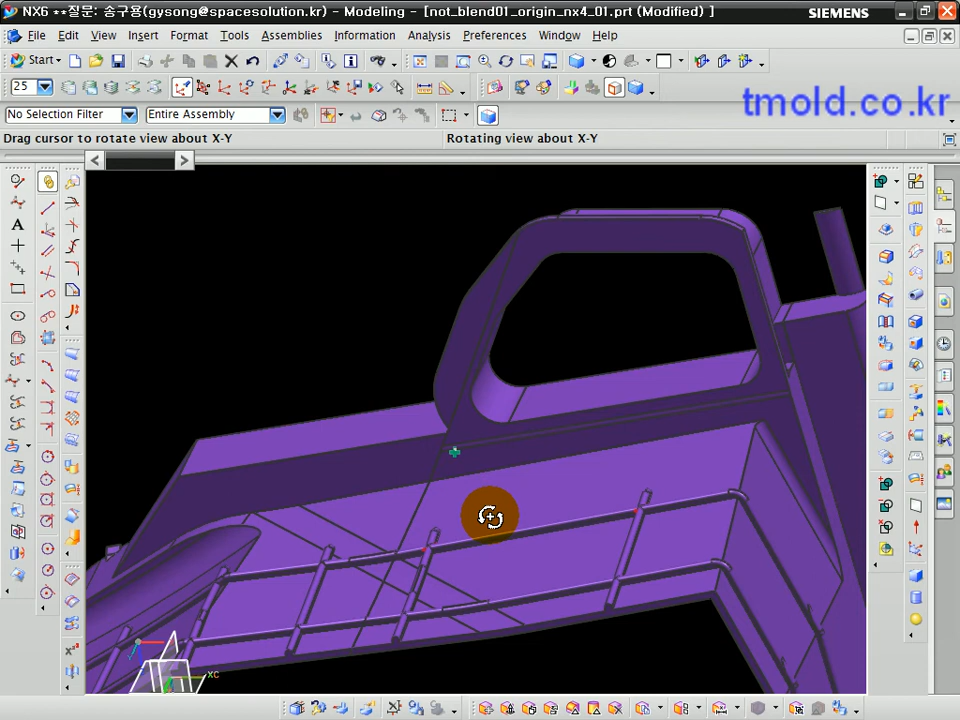 NX6 **질문: 송구용(gysong@spacesolution.kr) - Modeling - [not_blend01_origin_nx4_01.prt (Modified) ]
SIEMENS
File Edit View Insert Format Tools Assemblies Information Analysis Preferences Window Help
Start
25
tmold.co.kr
No Selection Filter
Entire Assembly
Drag cursor to rotate view about X-Y
Rotating view about X-Y
A
XC